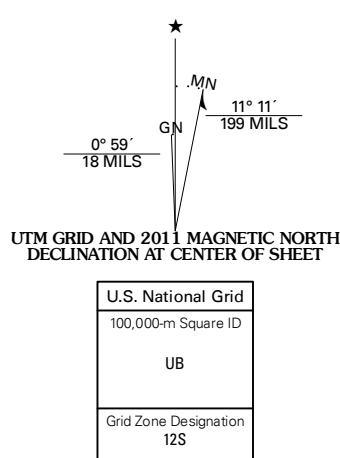 ★
MN
GN
11° 11´
199 MILS
0° 59´
18 MILS
UTM GRID AND 2011 MAGNETIC NORTH
DECLINATION AT CENTER OF SHEET
U.S. National Grid
100,000-m Square ID
UB
Grid Zone Designation
12S